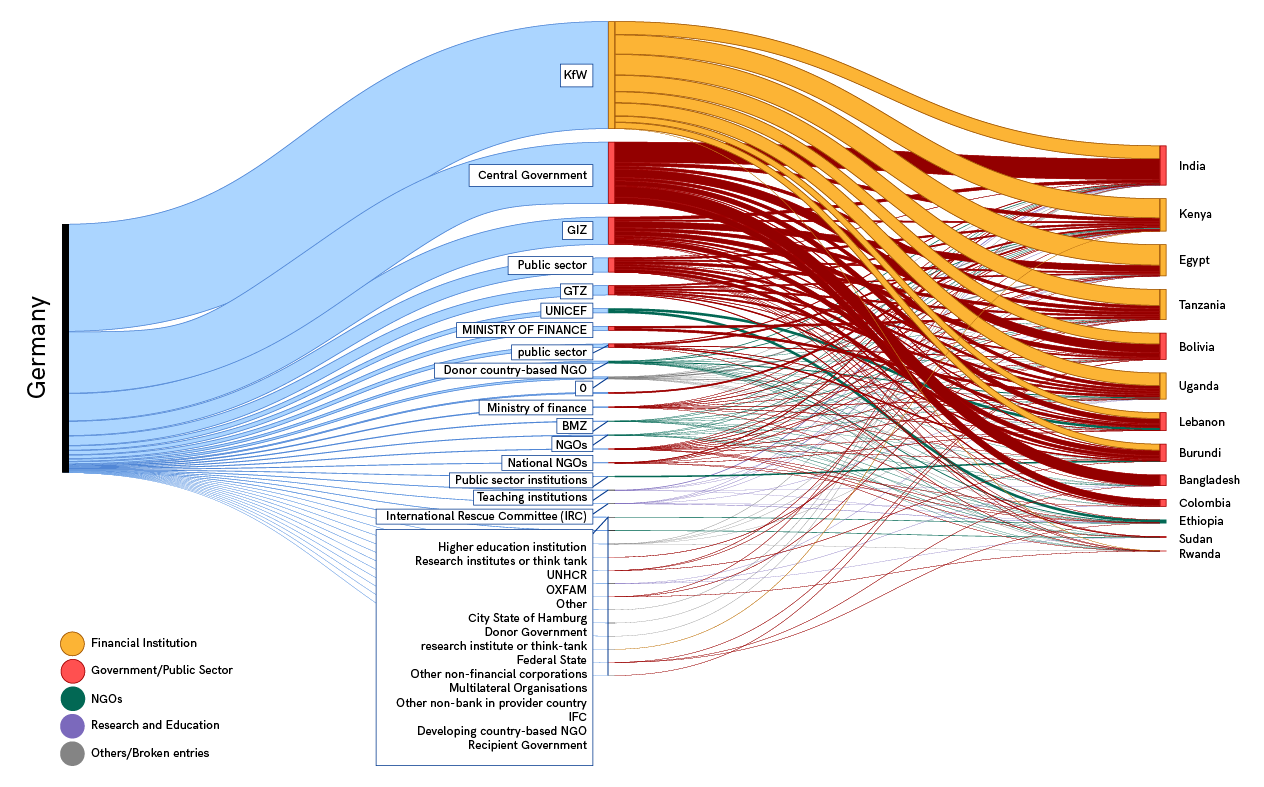 Germany
KfW
Central Government
GIZ
Public sector
GTZ
UNICEF
MINISTRY OF FINANCE
public sector
Donor country-based NGO
0
Ministry of finance
BMZ
NGOs
National NGOs
Public sector institutions
Teaching institutions
International Rescue Committee (IRC)
Higher education institution
Research institutes or think tank
UNHCR
OXFAM
Other
City State of Hamburg
Donor Government
research institute or think-tank
Federal State
Other non-financial corporations
Multilateral Organisations
Other non-bank in provider country
IFC
Developing country-based NGO
Recipient Government
India
Kenya
Egypt
Tanzania
Bolivia
Uganda
Lebanon
Burundi
Bangladesh
Colombia
Ethiopia
Sudan
Rwanda
Financial Institution
Government/Public Sector
NGOs
Research and Education
Others/Broken entries